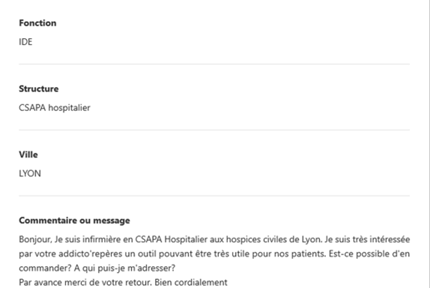 Fonction
IDE
Structure
CSAPA hospitalier
Ville
LYON
Commentaire ou message
Bonjour, Je suis infirmière en CSAPA Hospitalier aux hospices civiles de Lyon. Je suis très intéressée
par votre addicto'repères un outil pouvant être très utile pour nos patients. Est-ce possible d'en
commander? A qui puis-je m'adresser?
Par avance merci de votre retour. Bien cordialement